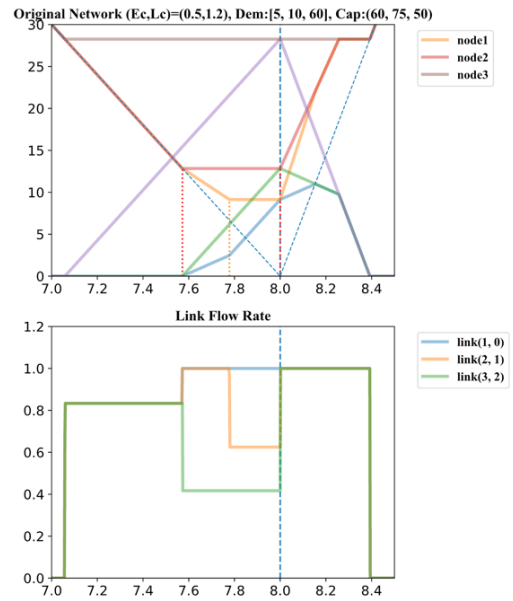 Original Network (Ec,Lc)=(0.5,1.2), Dem:[5, 10, 60], Cap:(60, 75, 50)
30
25
20
15
10
5
0
7.0 7.2 7.4 7.6 7.8 8.0 8.2 8.4
node1
node2
node3
Link Flow Rate
1.2
1.0
0.8
0.6
0.4
0.2
0.0
7.0 7.2 7.4 7.6 7.8 8.0 8.2 8.4
link(1, 0)
link(2, 1)
link(3, 2)